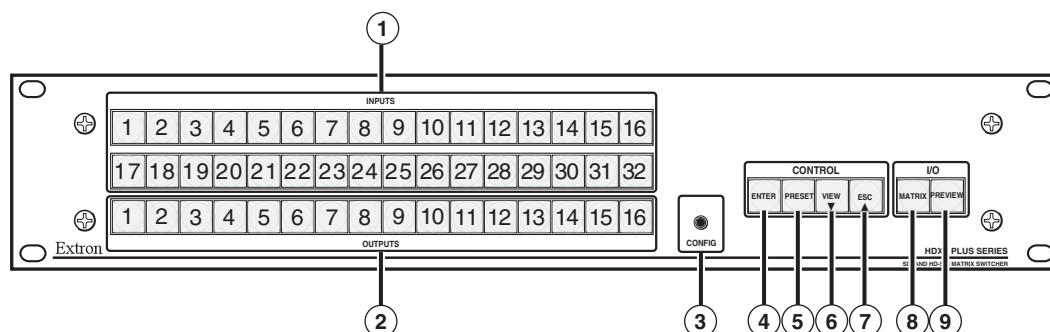 1
INPUTS
1 2 3 4 5 6 7 8 9 10 11 12 13 14 15 16
17 18 19 20 21 22 23 24 25 26 27 28 29 30 31 32
1 2 3 4 5 6 7 8 9 10 11 12 13 14 15 16
OUTPUTS
Extron
CONFIG
CONTROL
ENTER PRESET VIEW ESC
I/O
MATRIX PREVIEW
PLUS SERIES
MATRIX SWITCHER
2 3 4 5 6 7 8 9